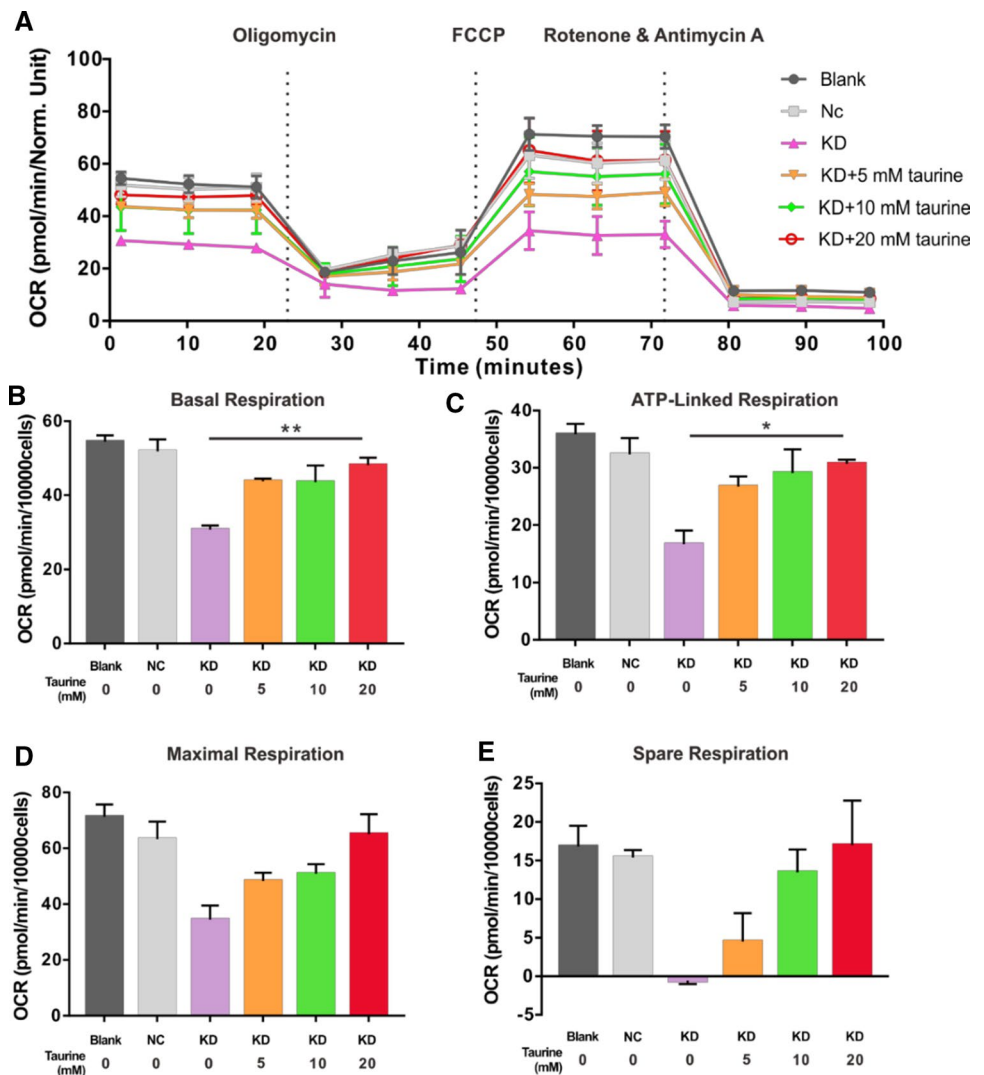 A
Oligomycin FCCP Rotenone & Antimycin A
OCR (pmol/min/Norm. Unit)
100
80
60
40
20
0
0 10 20 30 40 50 60 70 80 90 100
Time (minutes)
Blank
Nc
KD
KD+5 mM taurine
KD+10 mM taurine
KD+20 mM taurine
B
Basal Respiration
OCR (pmol/min/10000cells)
60
40
20
0
**
Blank NC KD KD KD KD
Taurine (mM) 0 0 0 5 10 20
C
ATP-Linked Respiration
OCR (pmol/min/10000cells)
40
30
20
10
0
*
Blank NC KD KD KD KD
Taurine (mM) 0 0 0 5 10 20
D
Maximal Respiration
OCR (pmol/min/10000cells)
80
60
40
20
0
Blank NC KD KD KD KD
Taurine (mM) 0 0 0 5 10 20
E
Spare Respiration
OCR (pmol/min/10000cells)
25
20
15
10
5
0
-5
Blank NC KD KD KD KD
Taurine (mM) 0 0 0 5 10 20